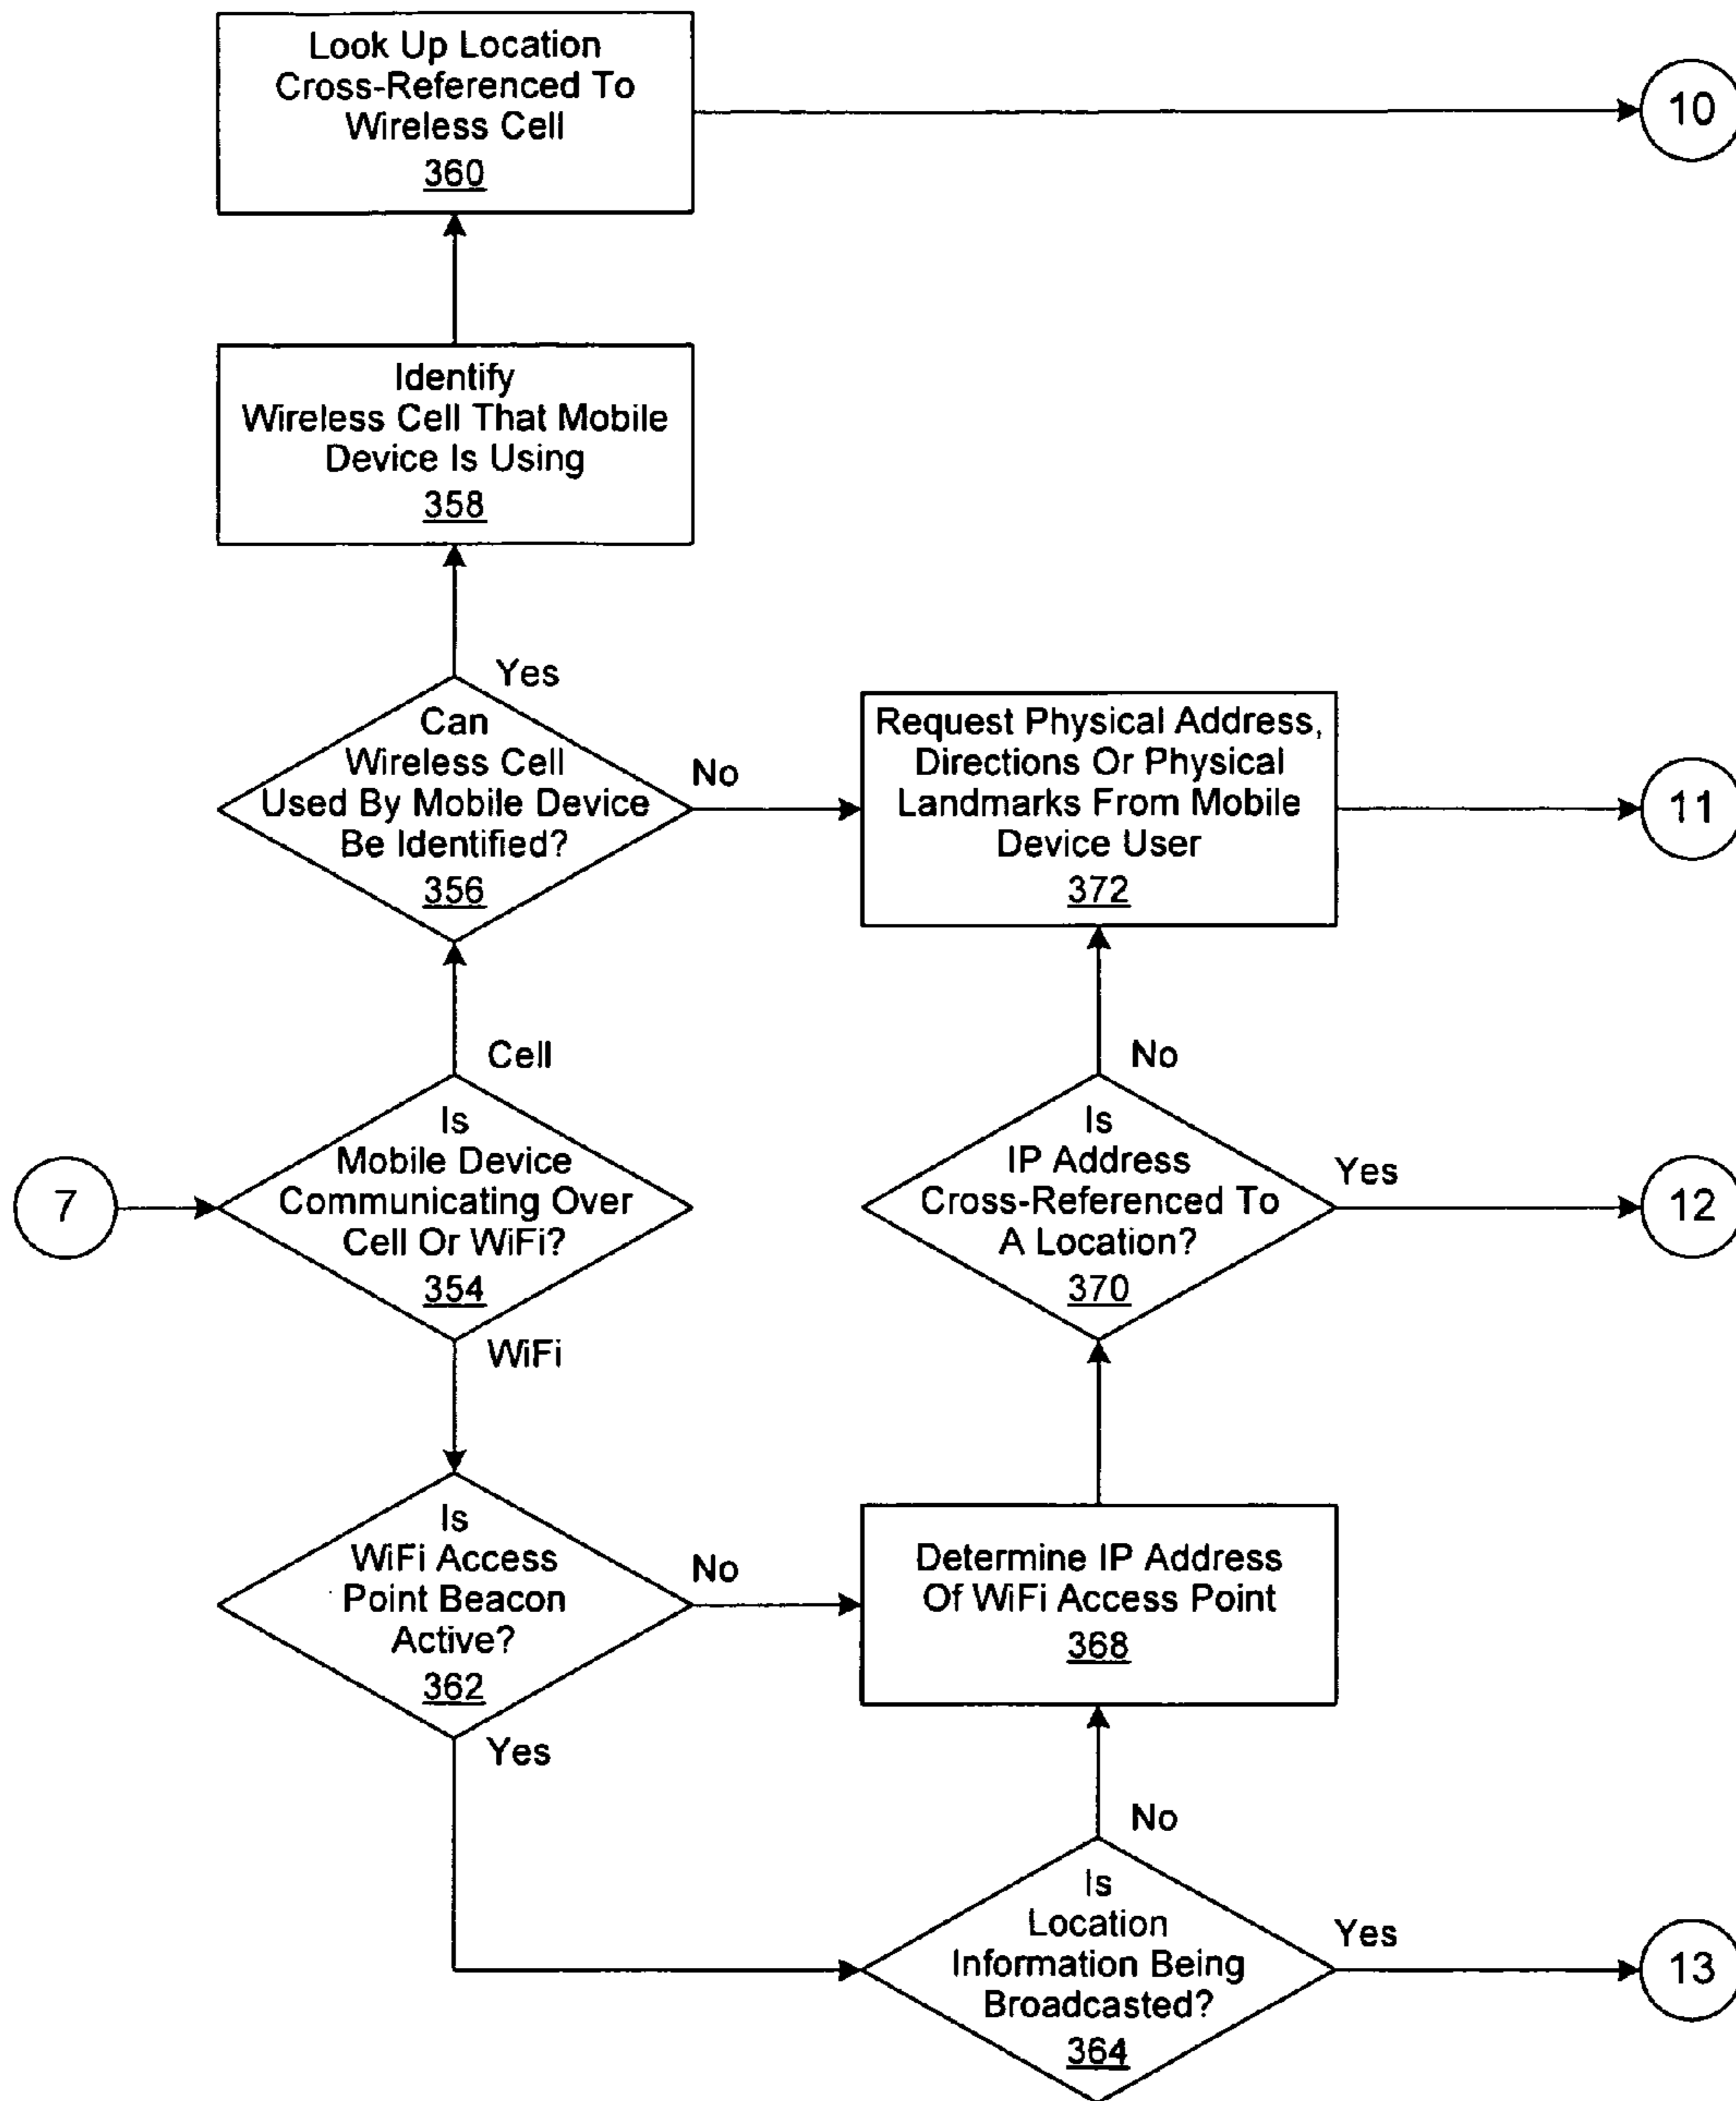 Look Up Location
Cross-Referenced To
Wireless Cell
360
10
Identify
Wireless Cell That Mobile
Device Is Using
358
Yes
Can
Wireless Cell
Used By Mobile Device
Be Identified?
356
No
Request Physical Address,
Directions Or Physical
Landmarks From Mobile
Device User
372
11
Cell
No
7
Is
Mobile Device
Communicating Over
Cell Or WiFi?
354
Is
IP Address
Cross-Referenced To
A Location?
370
Yes
12
WiFi
Is
WiFi Access
Point Beacon
Active?
362
No
Determine IP Address
Of WiFi Access Point
368
Yes
No
Is
Location
Information Being
Broadcasted?
364
Yes
13